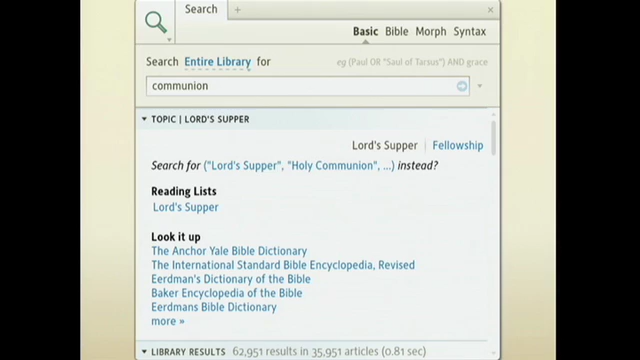 Search
Basic Bible Morph Syntax
Search Entire Library for
eg (Paul OR "Saul of Tarsus") AND grace
communion
TOPIC | LORD'S SUPPER
Lord's Supper | Fellowship
Search for ("Lord's Supper", "Holy Communion", ...) instead?
Reading Lists
Lord's Supper
Look it up
The Anchor Yale Bible Dictionary
The International Standard Bible Encyclopedia, Revised
Eerdman's Dictionary of the Bible
Baker Encyclopedia of the Bible
Eerdmans Bible Dictionary
more »
LIBRARY RESULTS 62,951 results in 35,951 articles (0.81 sec)